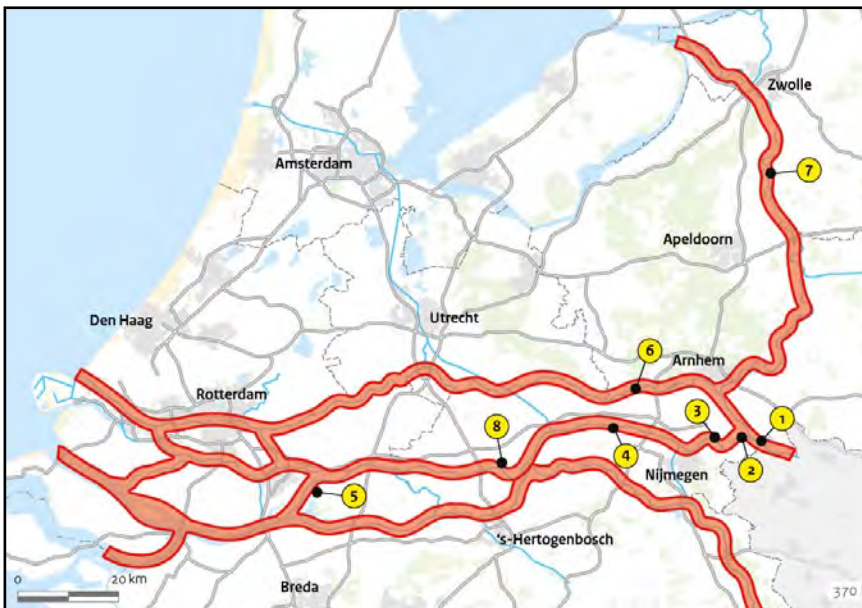 Zwolle
7
Amsterdam
Apeldoorn
Den Haag
Utrecht
6
Arnhem
Rotterdam
3
1
8
4
Nijmegen
2
5
's-Hertogenbosch
0
20 km
Breda
370